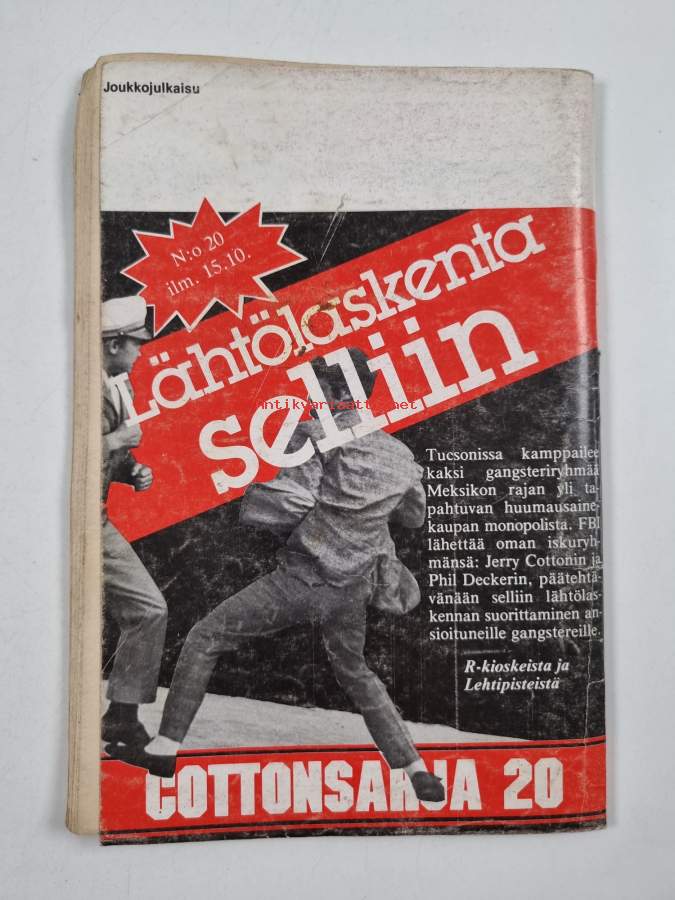 Joukkojulkaisu
N:o 20
ilm. 15.10.
Lähtölaskenta
selliin
antikvariaatti.net
Tucsonissa kamppailee
kaksi gangsteriryhmää
Meksikon rajan yli ta-
pahtuvan huumausaine-
kaupan monopolista. FBI
lähettää oman iskuryh-
mänsä: Jerry Cottonin ja
Phil Deckerin, päätehtä-
vänään selliin lähtölas-
kennan suorittaminen an-
sioituneille gangstereille.
R-kioskeista ja
Lehtipisteistä
COTTONSARJA 20